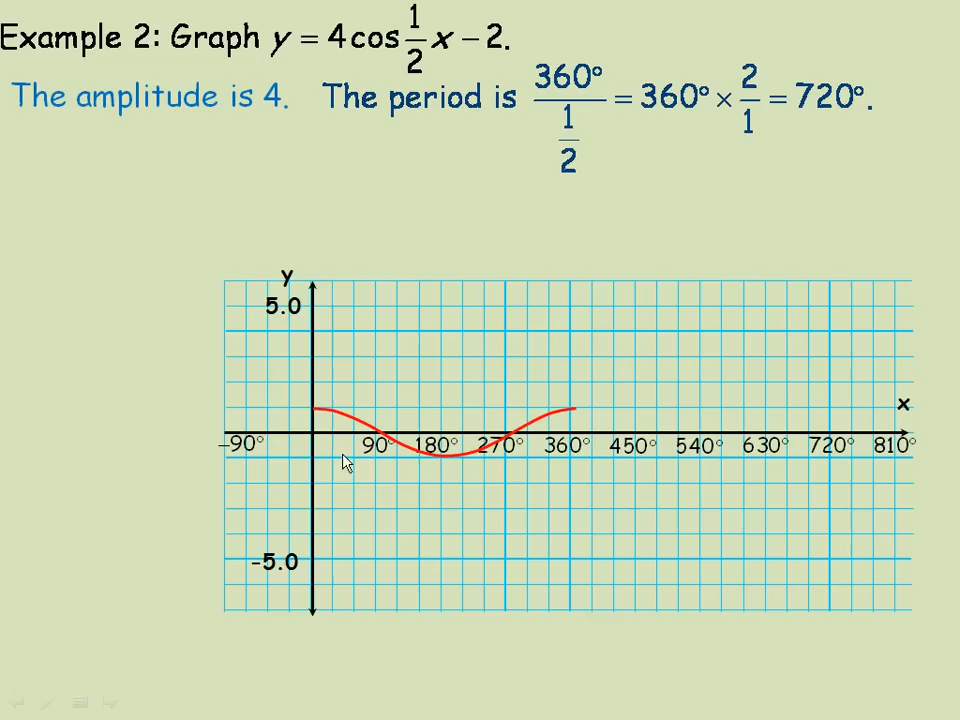 Example 2: Graph y = 4cos 1/2 x − 2.
The amplitude is 4. The period is 360°/(1/2) = 360° × 2/1 = 720°.
y
5.0
x
−90° 90° 180° 270° 360° 450° 540° 630° 720° 810°
-5.0